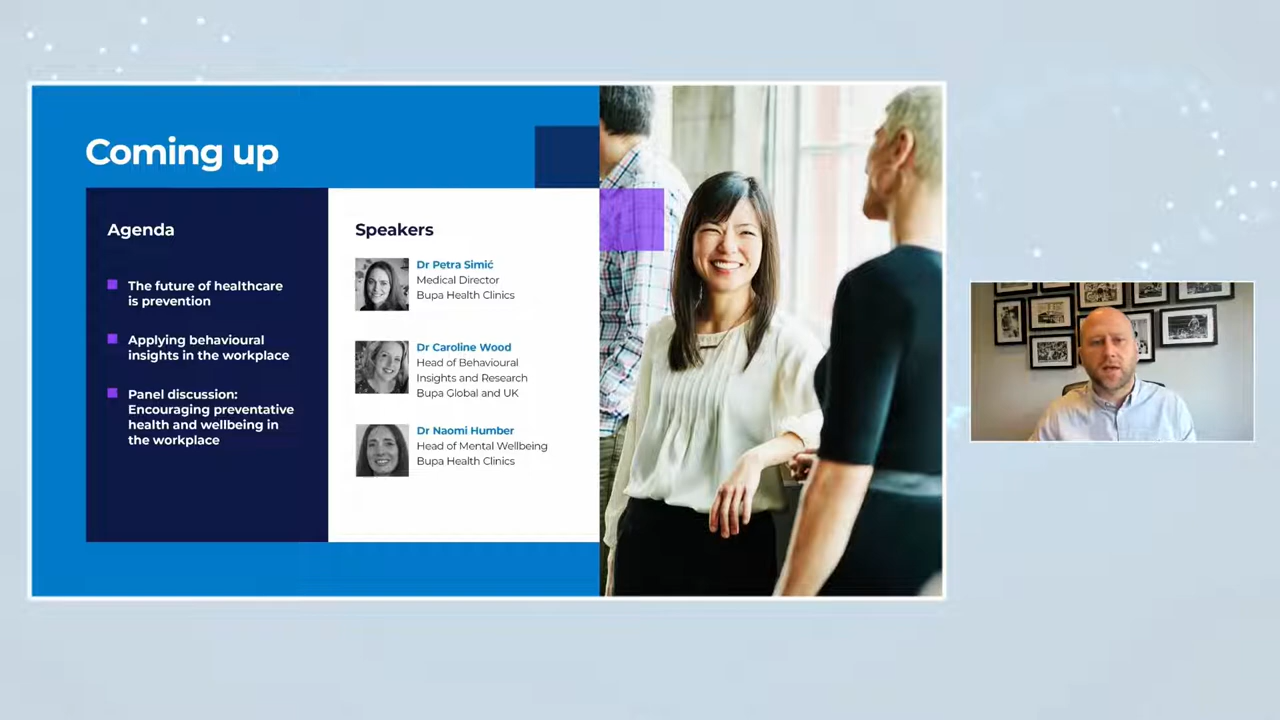 Coming up
Agenda
The future of healthcare
is prevention
Applying behavioural
insights in the workplace
Panel discussion:
Encouraging preventative
health and wellbeing in
the workplace
Speakers
Dr Petra Simić
Medical Director
Bupa Health Clinics
Dr Caroline Wood
Head of Behavioural
Insights and Research
Bupa Global and UK
Dr Naomi Humber
Head of Mental Wellbeing
Bupa Health Clinics